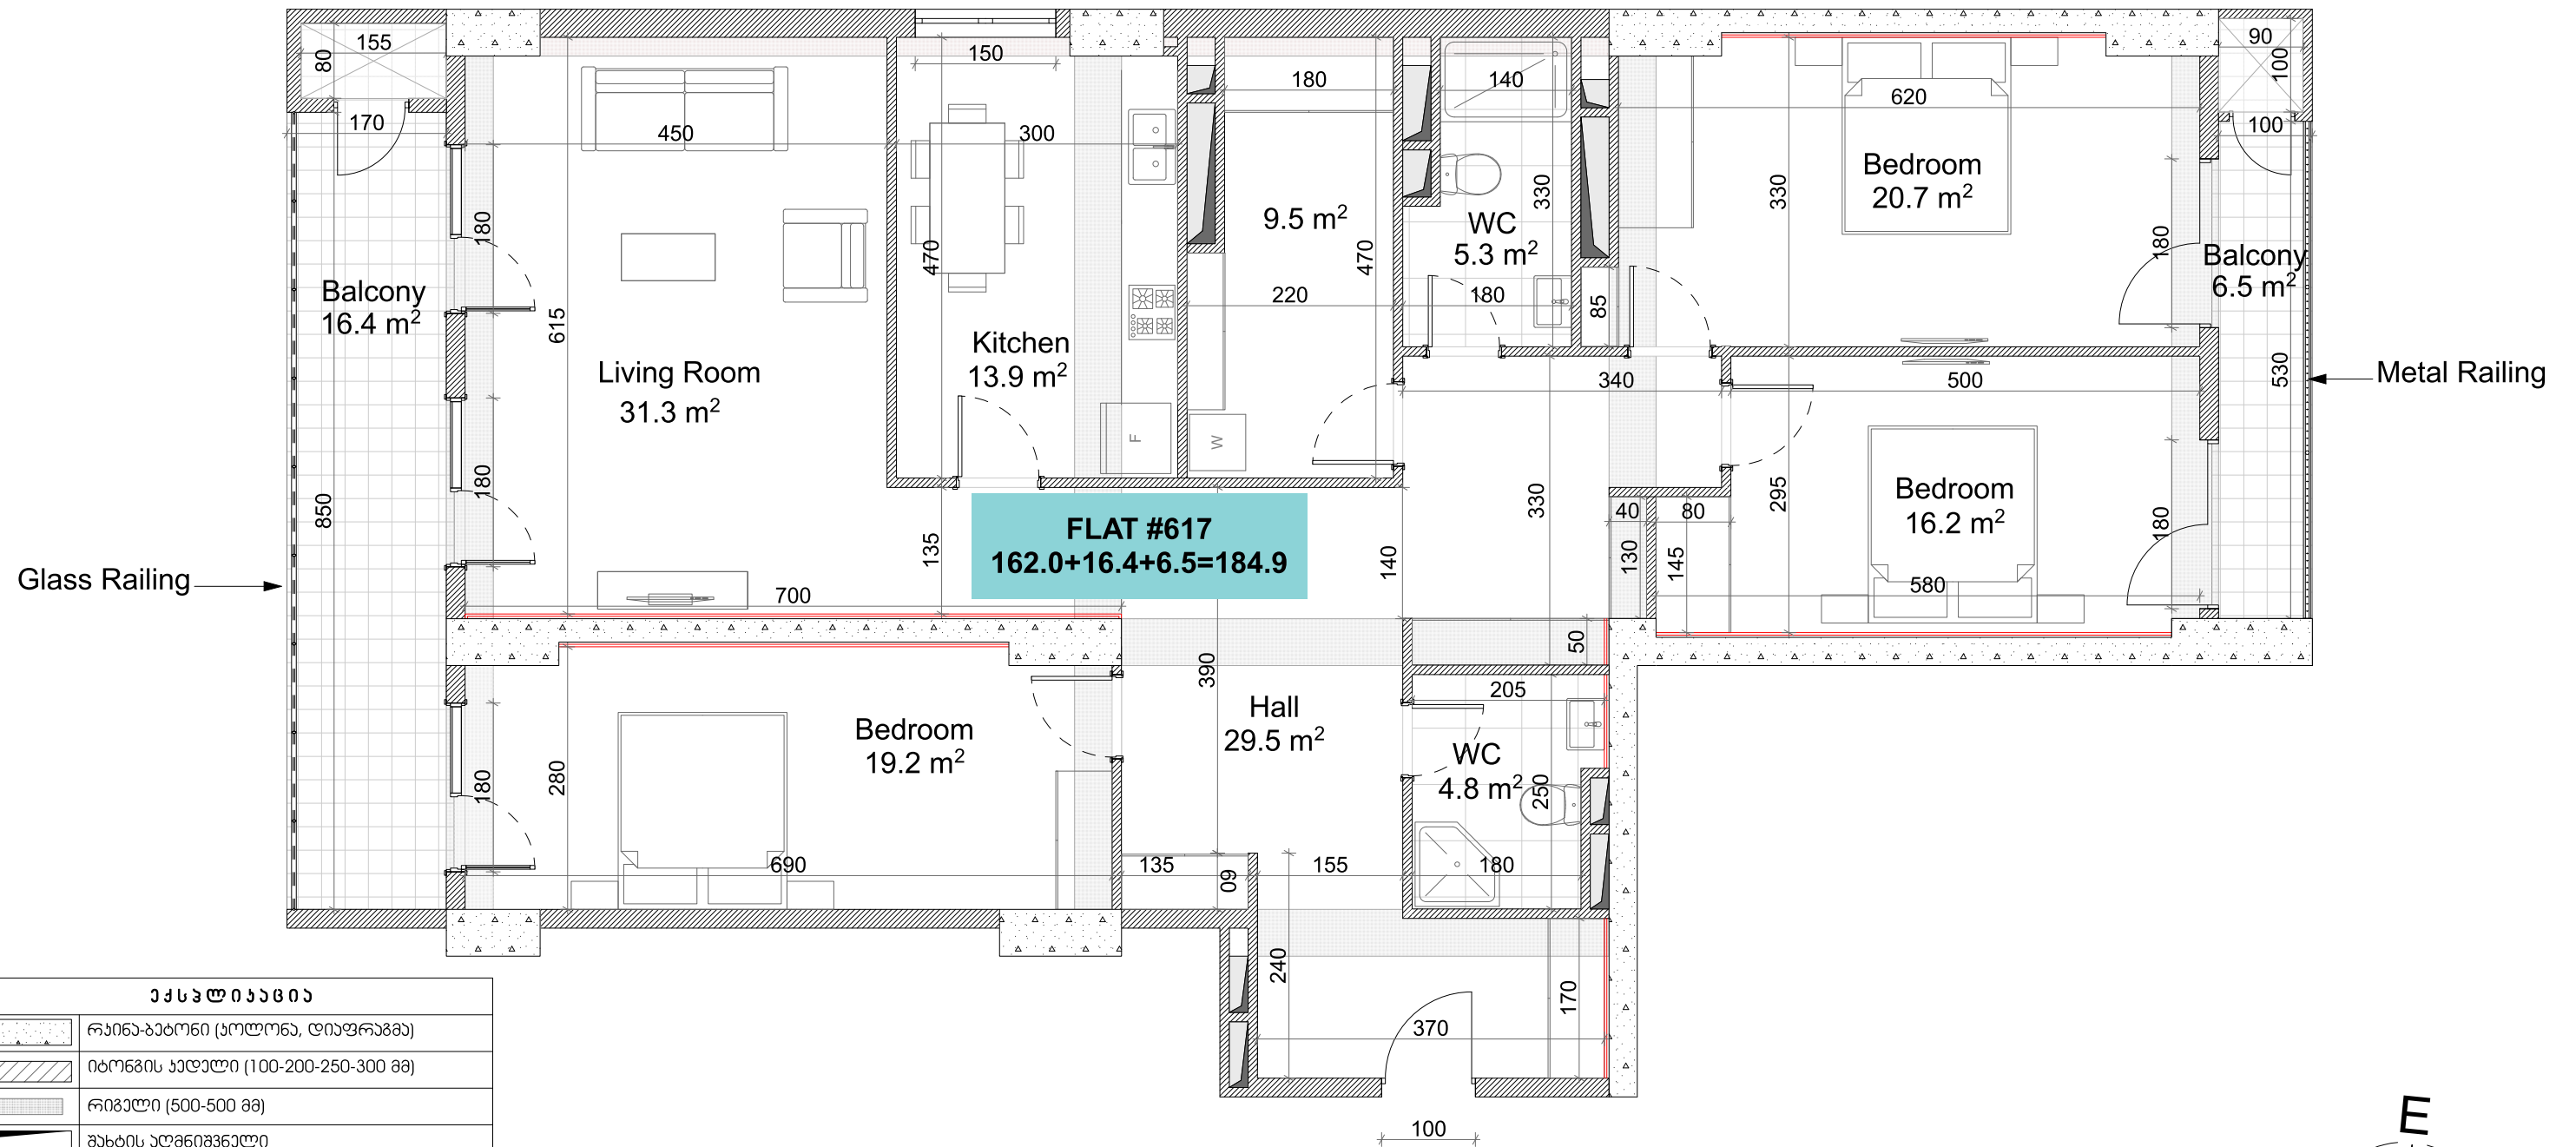 155
80
170
150
450
300
180
140
620
90
100
100
330
330
Bedroom
20.7 m²
180
470
9.5 m²
470
WC
5.3 m²
180
Balcony
6.5 m²
Balcony
16.4 m²
615
220
180
85
Kitchen
13.9 m²
Living Room
31.3 m²
340
500
530
Metal Railing
F
W
180
850
330
295
Bedroom
16.2 m²
180
40
80
FLAT #617
162.0+16.4+6.5=184.9
135
140
130
145
Glass Railing
700
580
50
390
205
Hall
29.5 m²
Bedroom
19.2 m²
WC
4.8 m²
250
180
280
690
135
60
155
180
240
170
370
100
ექსპლიკაცია
რკინა-ბეტონი (კოლონა, დიაფრაგმა)
იტონგის კედელი (100-200-250-300 მმ)
რიგელი (500-500 მმ)
შახტის აღმნიშვნელი
E